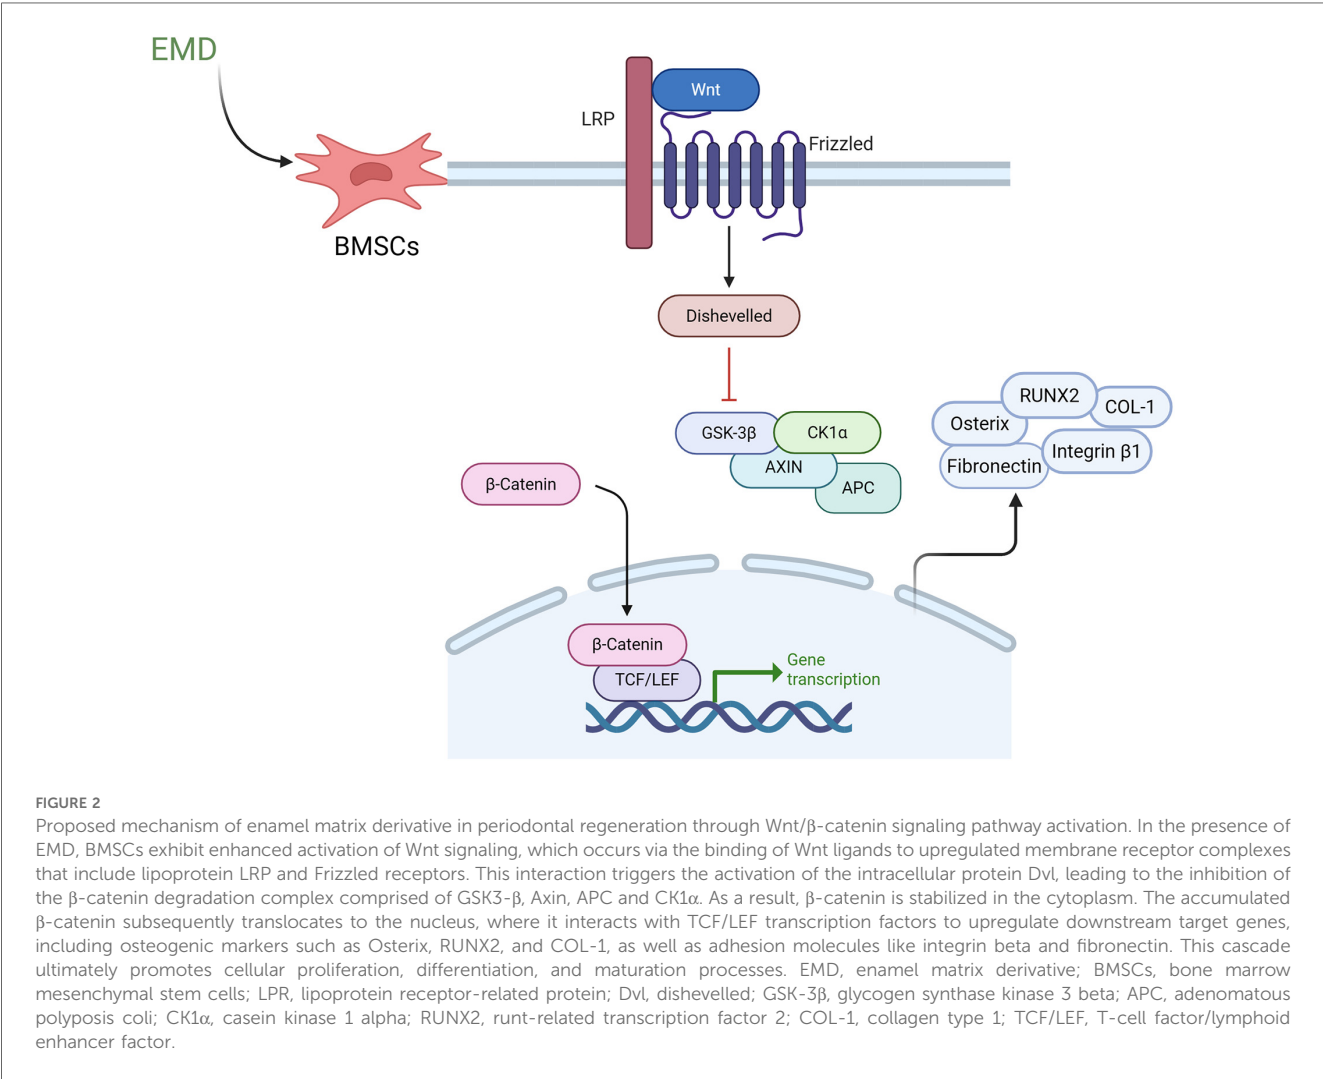 EMD
Wnt
LRP
Frizzled
BMSCs
Dishevelled
RUNX2
COL-1
Osterix
GSK-3β
CK1α
Integrin β1
AXIN
Fibronectin
β-Catenin
APC
β-Catenin
Gene
transcription
TCF/LEF
FIGURE 2
Proposed mechanism of enamel matrix derivative in periodontal regeneration through Wnt/β-catenin signaling pathway activation. In the presence of
EMD, BMSCs exhibit enhanced activation of Wnt signaling, which occurs via the binding of Wnt ligands to upregulated membrane receptor complexes
that include lipoprotein LRP and Frizzled receptors. This interaction triggers the activation of the intracellular protein Dvl, leading to the inhibition of
the β-catenin degradation complex comprised of GSK3-β, Axin, APC and CK1α. As a result, β-catenin is stabilized in the cytoplasm. The accumulated
β-catenin subsequently translocates to the nucleus, where it interacts with TCF/LEF transcription factors to upregulate downstream target genes,
including osteogenic markers such as Osterix, RUNX2, and COL-1, as well as adhesion molecules like integrin beta and fibronectin. This cascade
ultimately promotes cellular proliferation, differentiation, and maturation processes. EMD, enamel matrix derivative; BMSCs, bone marrow
mesenchymal stem cells; LPR, lipoprotein receptor-related protein; Dvl, dishevelled; GSK-3β, glycogen synthase kinase 3 beta; APC, adenomatous
polyposis coli; CK1α, casein kinase 1 alpha; RUNX2, runt-related transcription factor 2; COL-1, collagen type 1; TCF/LEF, T-cell factor/lymphoid
enhancer factor.